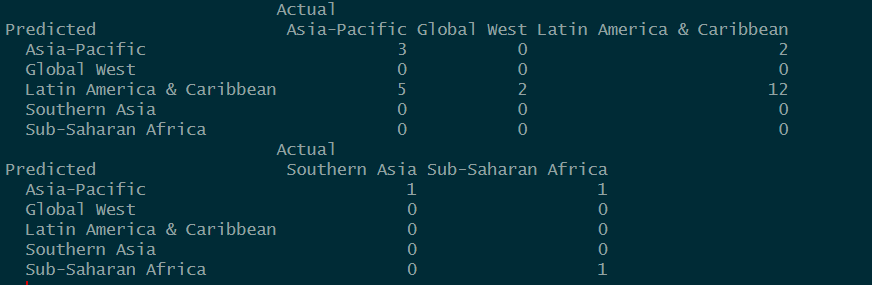 Actual
Predicted Asia-Pacific Global West Latin America & Caribbean
Asia-Pacific 3 0 2
Global West 0 0 0
Latin America & Caribbean 5 2 12
Southern Asia 0 0 0
Sub-Saharan Africa 0 0 0
Actual
Predicted Southern Asia Sub-Saharan Africa
Asia-Pacific 1 1
Global West 0 0
Latin America & Caribbean 0 0
Southern Asia 0 0
Sub-Saharan Africa 0 1